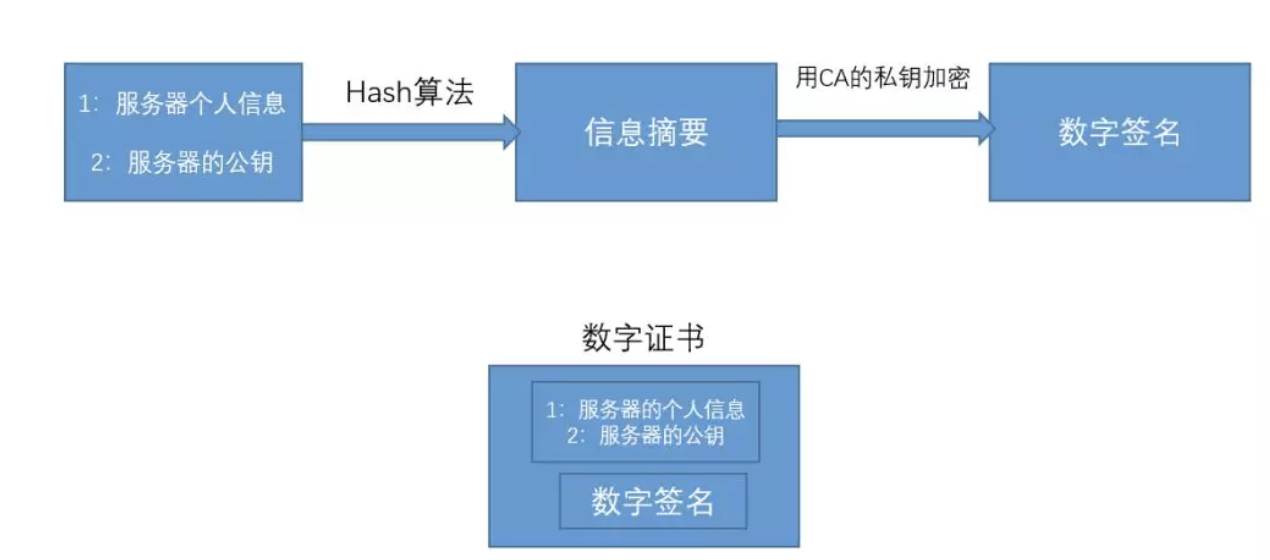 1：服务器个人信息
2：服务器的公钥
Hash算法
信息摘要
用CA的私钥加密
数字签名
数字证书
1：服务器的个人信息
2：服务器的公钥
数字签名